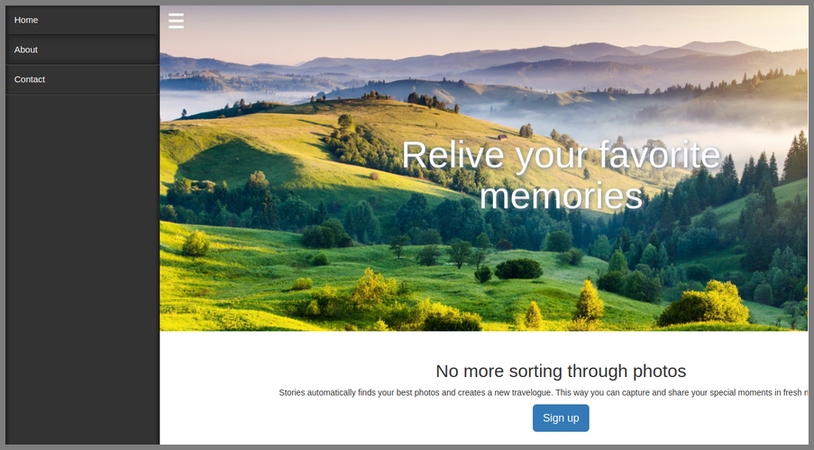 Home
About
Contact
Relive your favorite
memories
No more sorting through photos
Stories automatically finds your best photos and creates a new travelogue. This way you can capture and share your special moments in fresh
Sign up